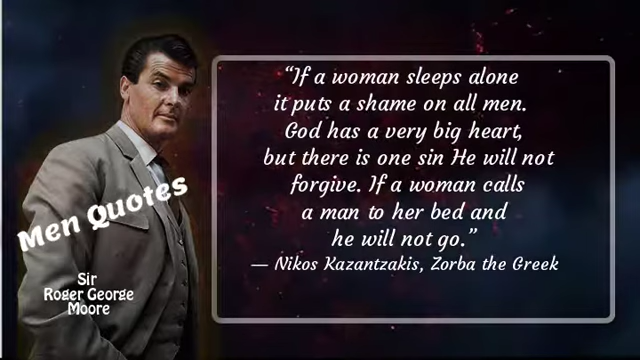 “If a woman sleeps alone
it puts a shame on all men.
God has a very big heart,
but there is one sin He will not
forgive. If a woman calls
a man to her bed and
he will not go.”
— Nikos Kazantzakis, Zorba the Greek
Men Quotes
Sir
Roger George
Moore